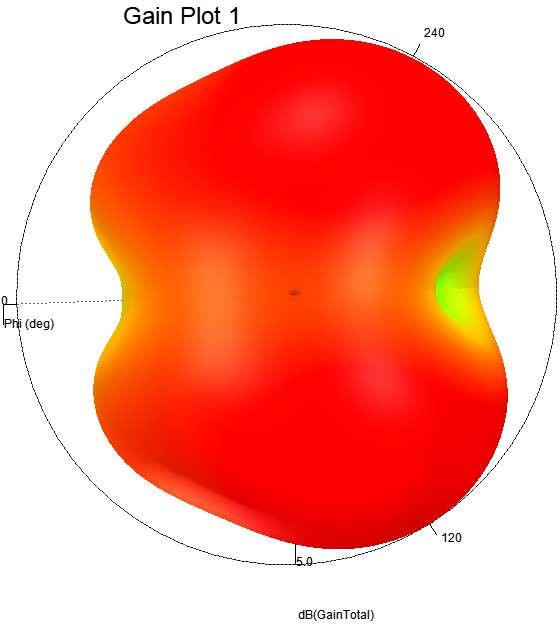 Gain Plot 1
240
0
Phi (deg)
120
5.0
dB(GainTotal)